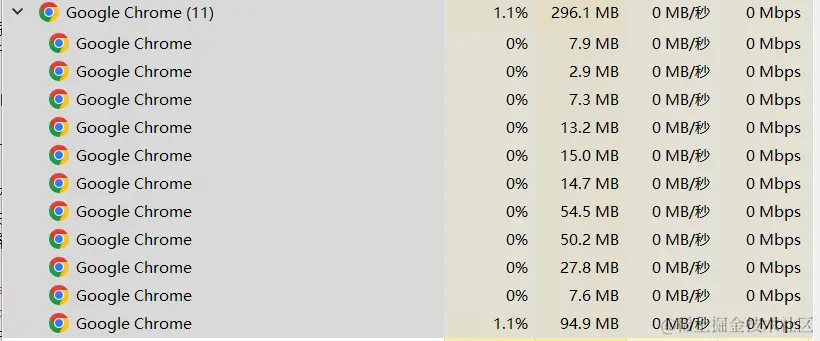 Google Chrome (11) 1.1% 296.1 MB 0 MB/秒 0 Mbps
Google Chrome 0% 7.9 MB 0 MB/秒 0 Mbps
Google Chrome 0% 2.9 MB 0 MB/秒 0 Mbps
Google Chrome 0% 7.3 MB 0 MB/秒 0 Mbps
Google Chrome 0% 13.2 MB 0 MB/秒 0 Mbps
Google Chrome 0% 15.0 MB 0 MB/秒 0 Mbps
Google Chrome 0% 14.7 MB 0 MB/秒 0 Mbps
Google Chrome 0% 54.5 MB 0 MB/秒 0 Mbps
Google Chrome 0% 50.2 MB 0 MB/秒 0 Mbps
Google Chrome 0% 27.8 MB 0 MB/秒 0 Mbps
Google Chrome 0% 7.6 MB 0 MB/秒 0 Mbps
Google Chrome 1.1% 94.9 MB 0 MB/秒 0 Mbps
@稀土掘金技术社区